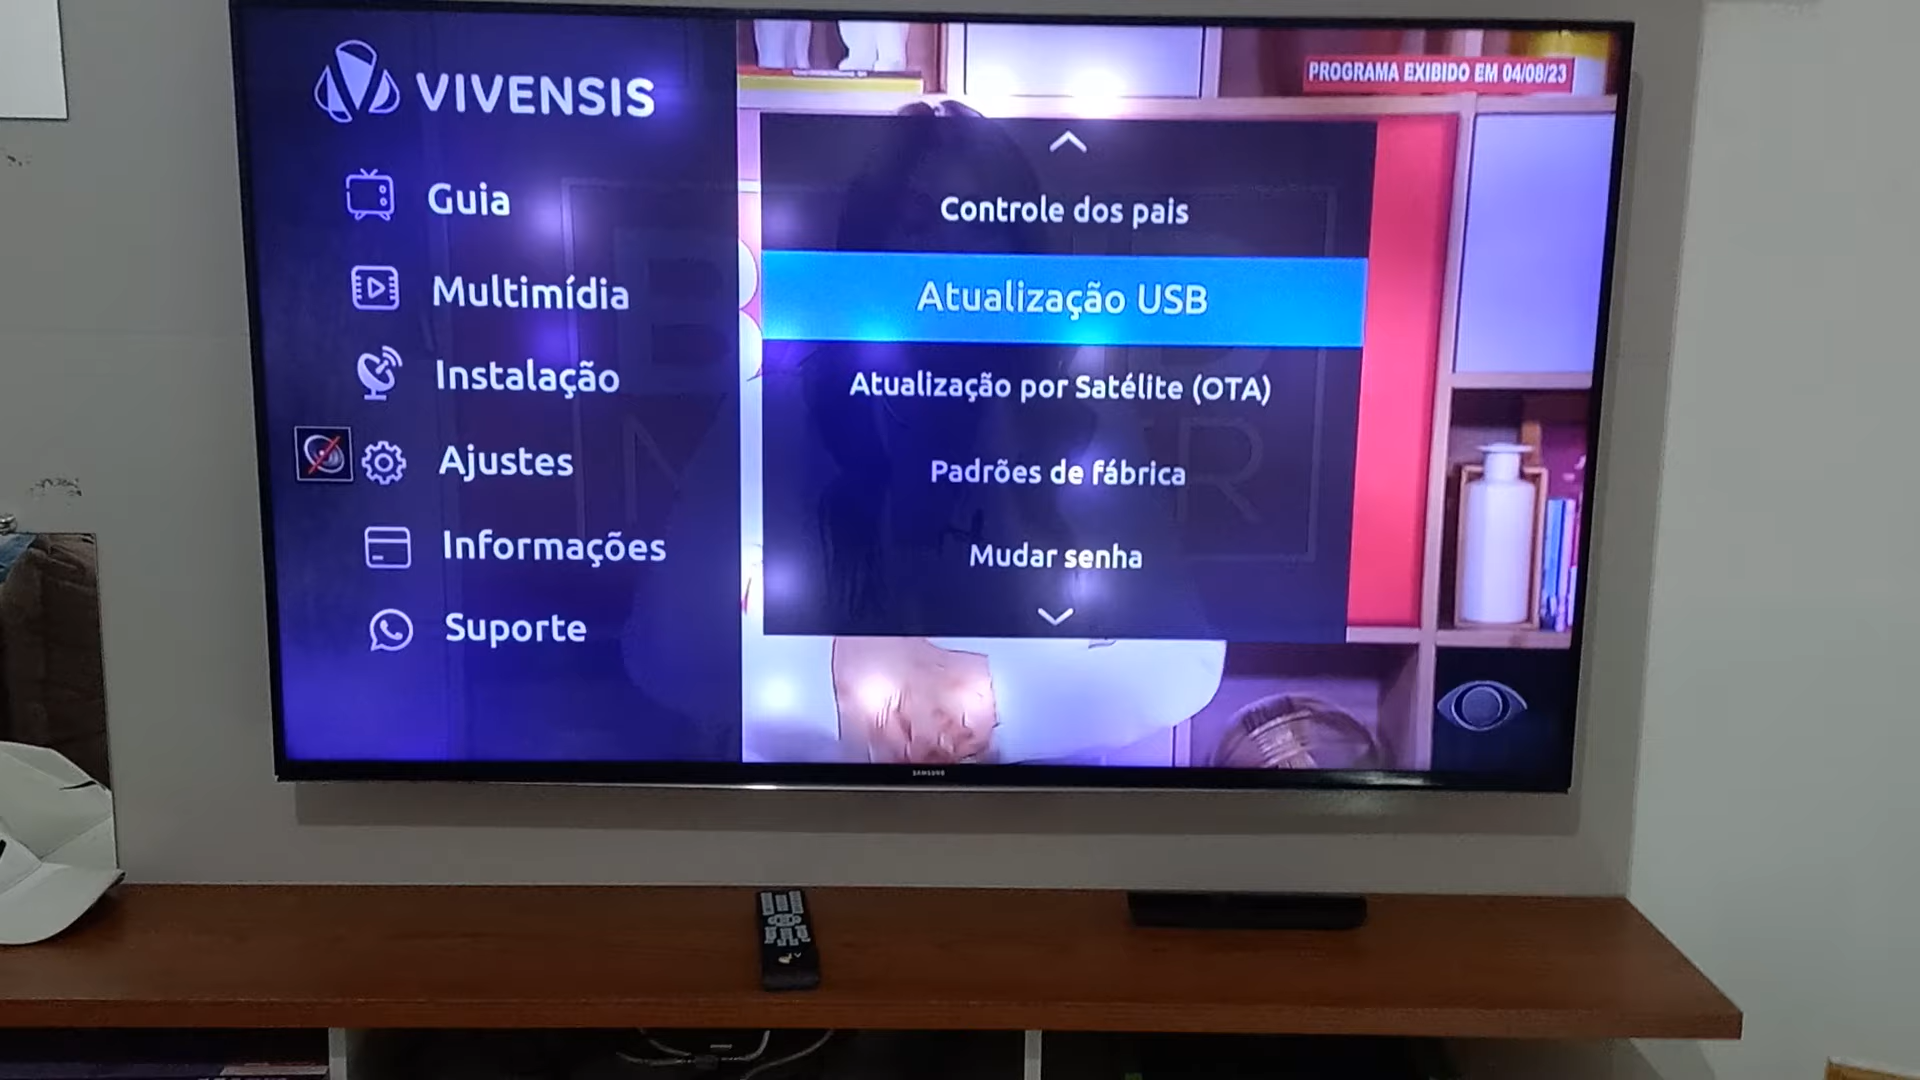 VIVENSIS
Guia
Multimídia
Instalação
Ajustes
Informações
Suporte
PROGRAMA EXIBIDO EM 04/08/23
Controle dos pais
Atualização USB
Atualização por Satélite (OTA)
Padrões de fábrica
Mudar senha
SAMSUNG